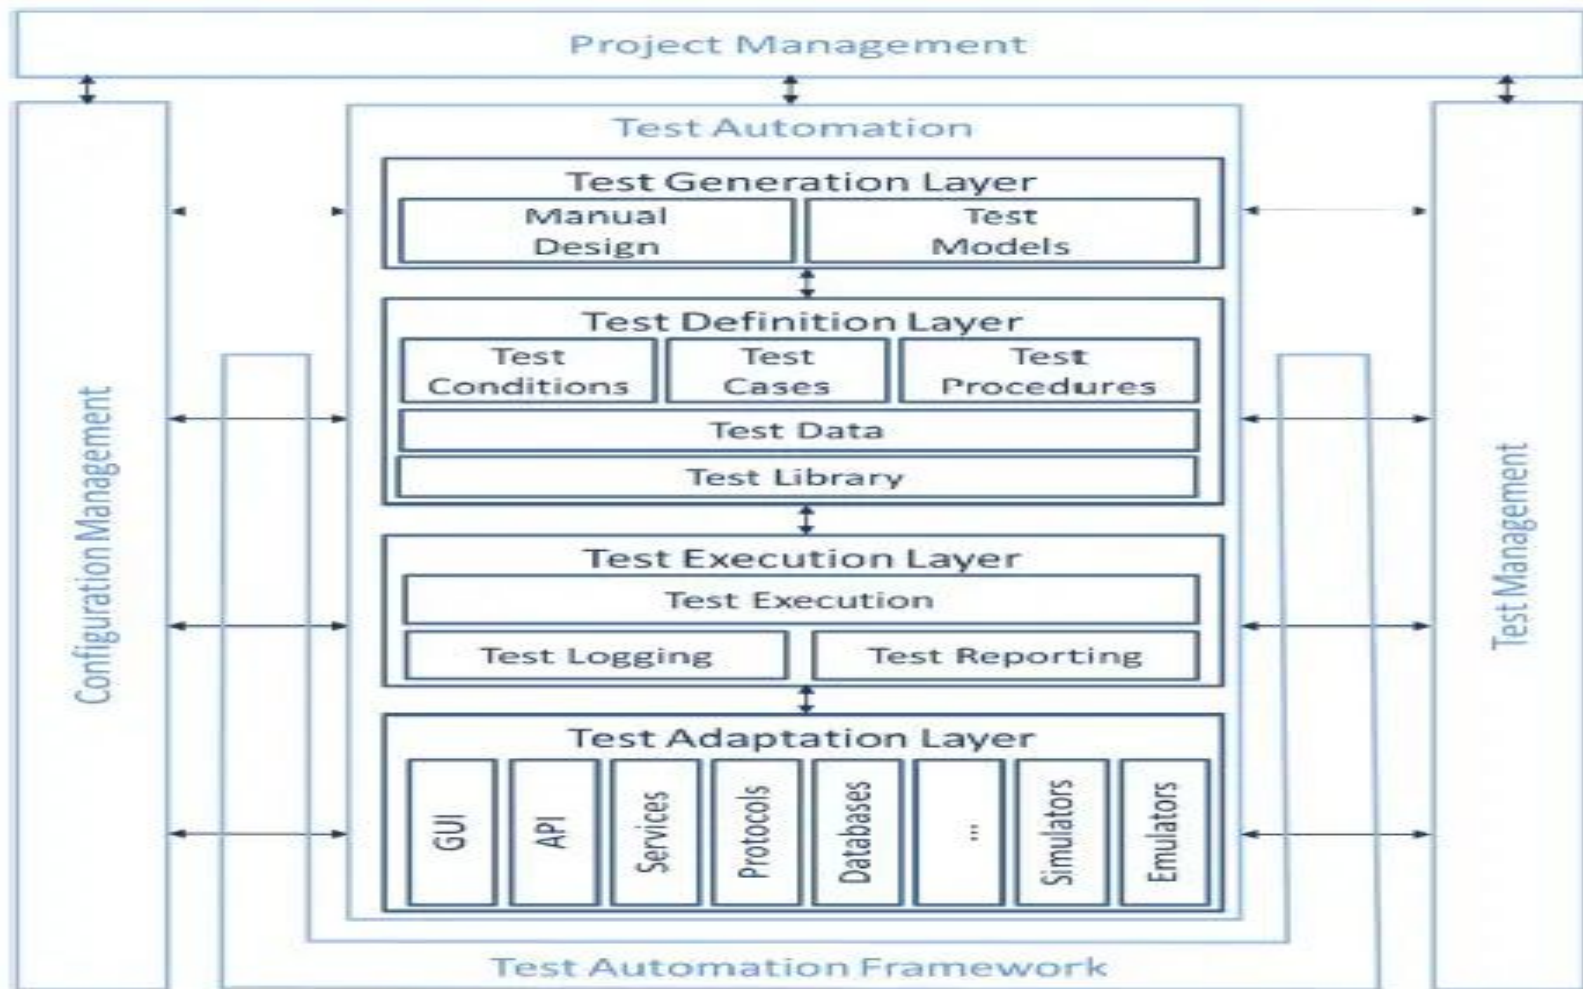 Project Management
Test Automation
Test Generation Layer
Manual
Design
Test
Models
Test Definition Layer
Test
Conditions
Test
Cases
Test
Procedures
Test Data
Test Library
Test Execution Layer
Test Execution
Test Logging
Test Reporting
Test Adaptation Layer
GUI
API
Services
Protocols
Databases
...
Simulators
Emulators
Configuration Management
Test Management
Test Automation Framework